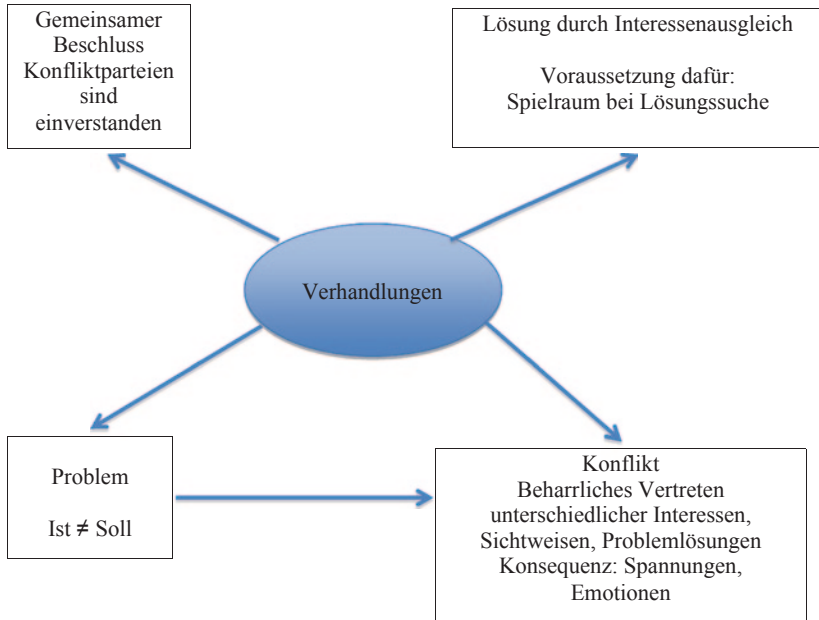 Gemeinsamer
Beschluss
Konfliktparteien
sind
einverstanden
Lösung durch Interessenausgleich
Voraussetzung dafür:
Spielraum bei Lösungssuche
Verhandlungen
Problem
Ist ≠ Soll
Konflikt
Beharrliches Vertreten
unterschiedlicher Interessen,
Sichtweisen, Problemlösungen
Konsequenz: Spannungen,
Emotionen